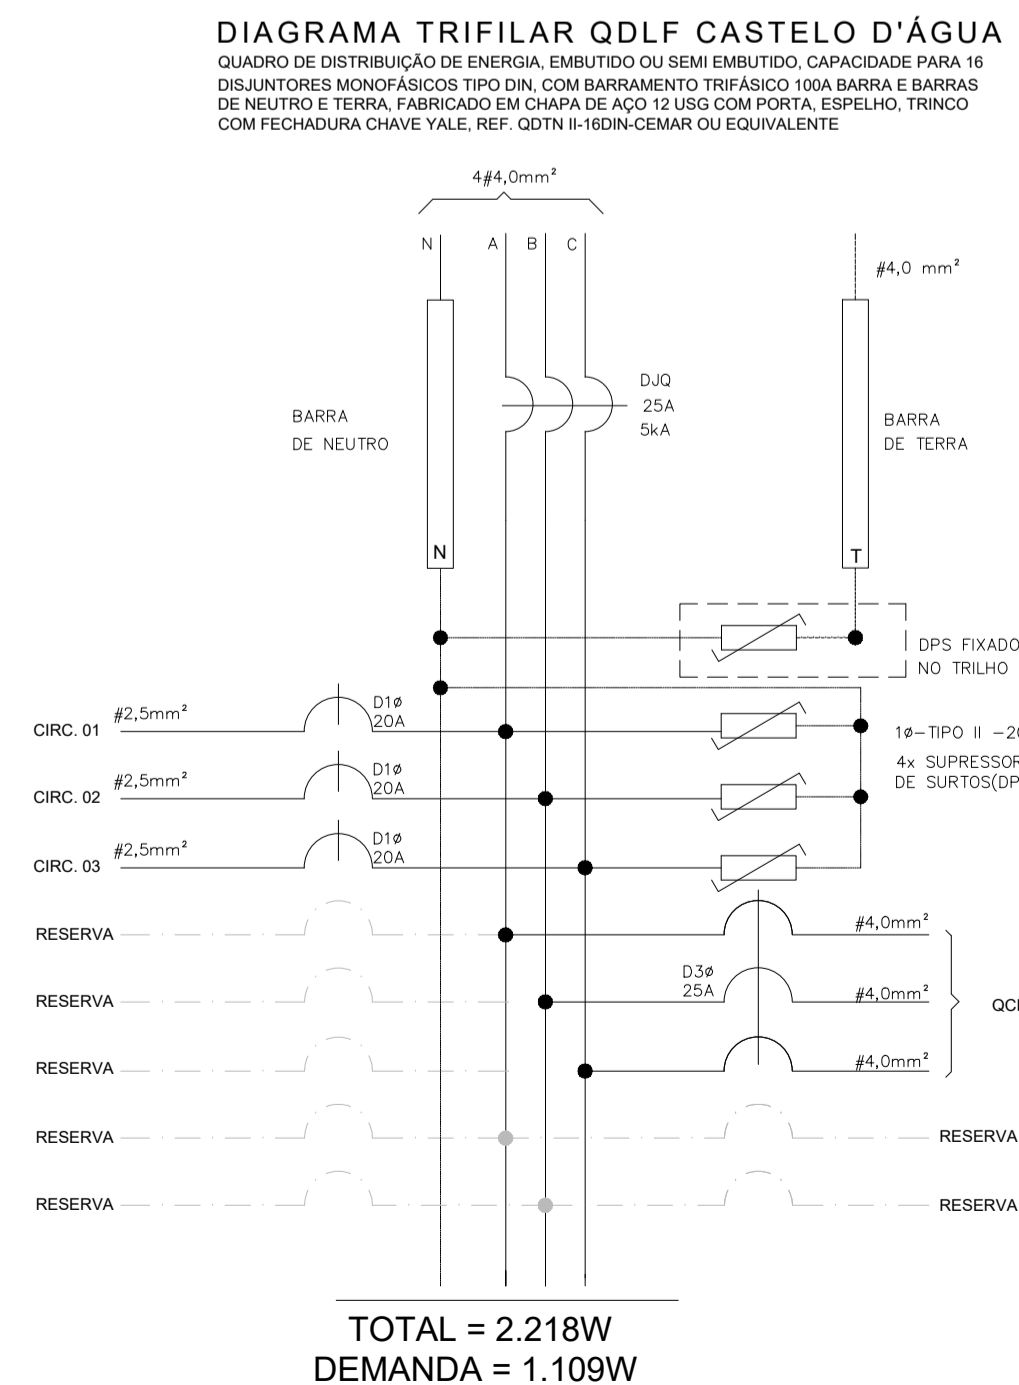 DIAGRAMA TRIFILAR QDLF CASTELO D'ÁGUA
QUADRO DE DISTRIBUIÇÃO DE ENERGIA, EMBUTIDO OU SEMI EMBUTIDO, CAPACIDADE PARA 16
DISJUNTORES MONOFÁSICOS TIPO DIN, COM BARRAMENTO TRIFÁSICO 100A BARRA E BARRAS
DE NEUTRO E TERRA, FABRICADO EM CHAPA DE AÇO 12 USG COM PORTA, ESPELHO, TRINCO
COM FECHADURA CHAVE YALE, REF. QDTN II-16DIN-CEMAR OU EQUIVALENTE
4#4,0mm²
N A B C
#4,0 mm²
DJQ
25A
5kA
BARRA
DE NEUTRO
BARRA
DE TERRA
N
T
DPS FIXADO
NO TRILHO
CIRC. 01 #2,5mm² D1ø
20A
1ø-TIPO II
4x SUPRESSOR
DE SURTOS(DP
CIRC. 02 #2,5mm² D1ø
20A
CIRC. 03 #2,5mm² D1ø
20A
RESERVA #4,0mm²
RESERVA D3ø
25A
#4,0mm²
RESERVA #4,0mm²
RESERVA RESERVA
RESERVA RESERVA
TOTAL = 2.218W
DEMANDA = 1.109W